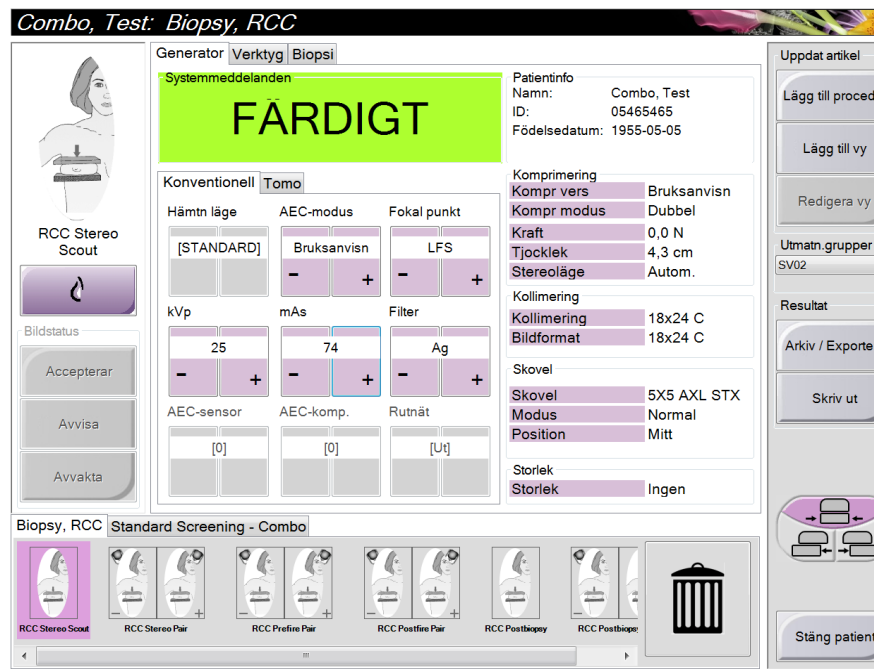 Combo, Test: Biopsy, RCC
Generator Verktyg Biopsi
Systemmeddelanden
FÄRDIGT
Patientinfo
Namn: Combo, Test
ID: 05465465
Födelsedatum: 1955-05-05
RCC Stereo
Scout
Bildstatus
Accepterar
Avvisa
Avvakta
Konventionell Tomo
Hämtn läge AEC-modus Fokal punkt
[STANDARD] Bruksanvisn LFS
- + - +
kVp mAs Filter
25 74 Ag
- + - + - +
AEC-sensor AEC-komp. Rutnät
[0] [0] [Ut]
Komprimering
Kompr vers Bruksanvisn
Kompr modus Dubbel
Kraft 0,0 N
Tjocklek 4,3 cm
Stereoläge Autom.
Kollimering
Kollimering 18x24 C
Bildformat 18x24 C
Skovel
Skovel 5X5 AXL STX
Modus Normal
Position Mitt
Storlek
Storlek Ingen
Uppdat artikel
Lägg till proced
Lägg till vy
Redigera vy
Utmatn.grupper
SV02
Resultat
Arkiv / Exporte
Skriv ut
Stäng patient
Biopsy, RCC Standard Screening - Combo
RCC Stereo Scout RCC Stereo Pair RCC Prefire Pair RCC Postfire Pair RCC Postbiopsy RCC Postbiops